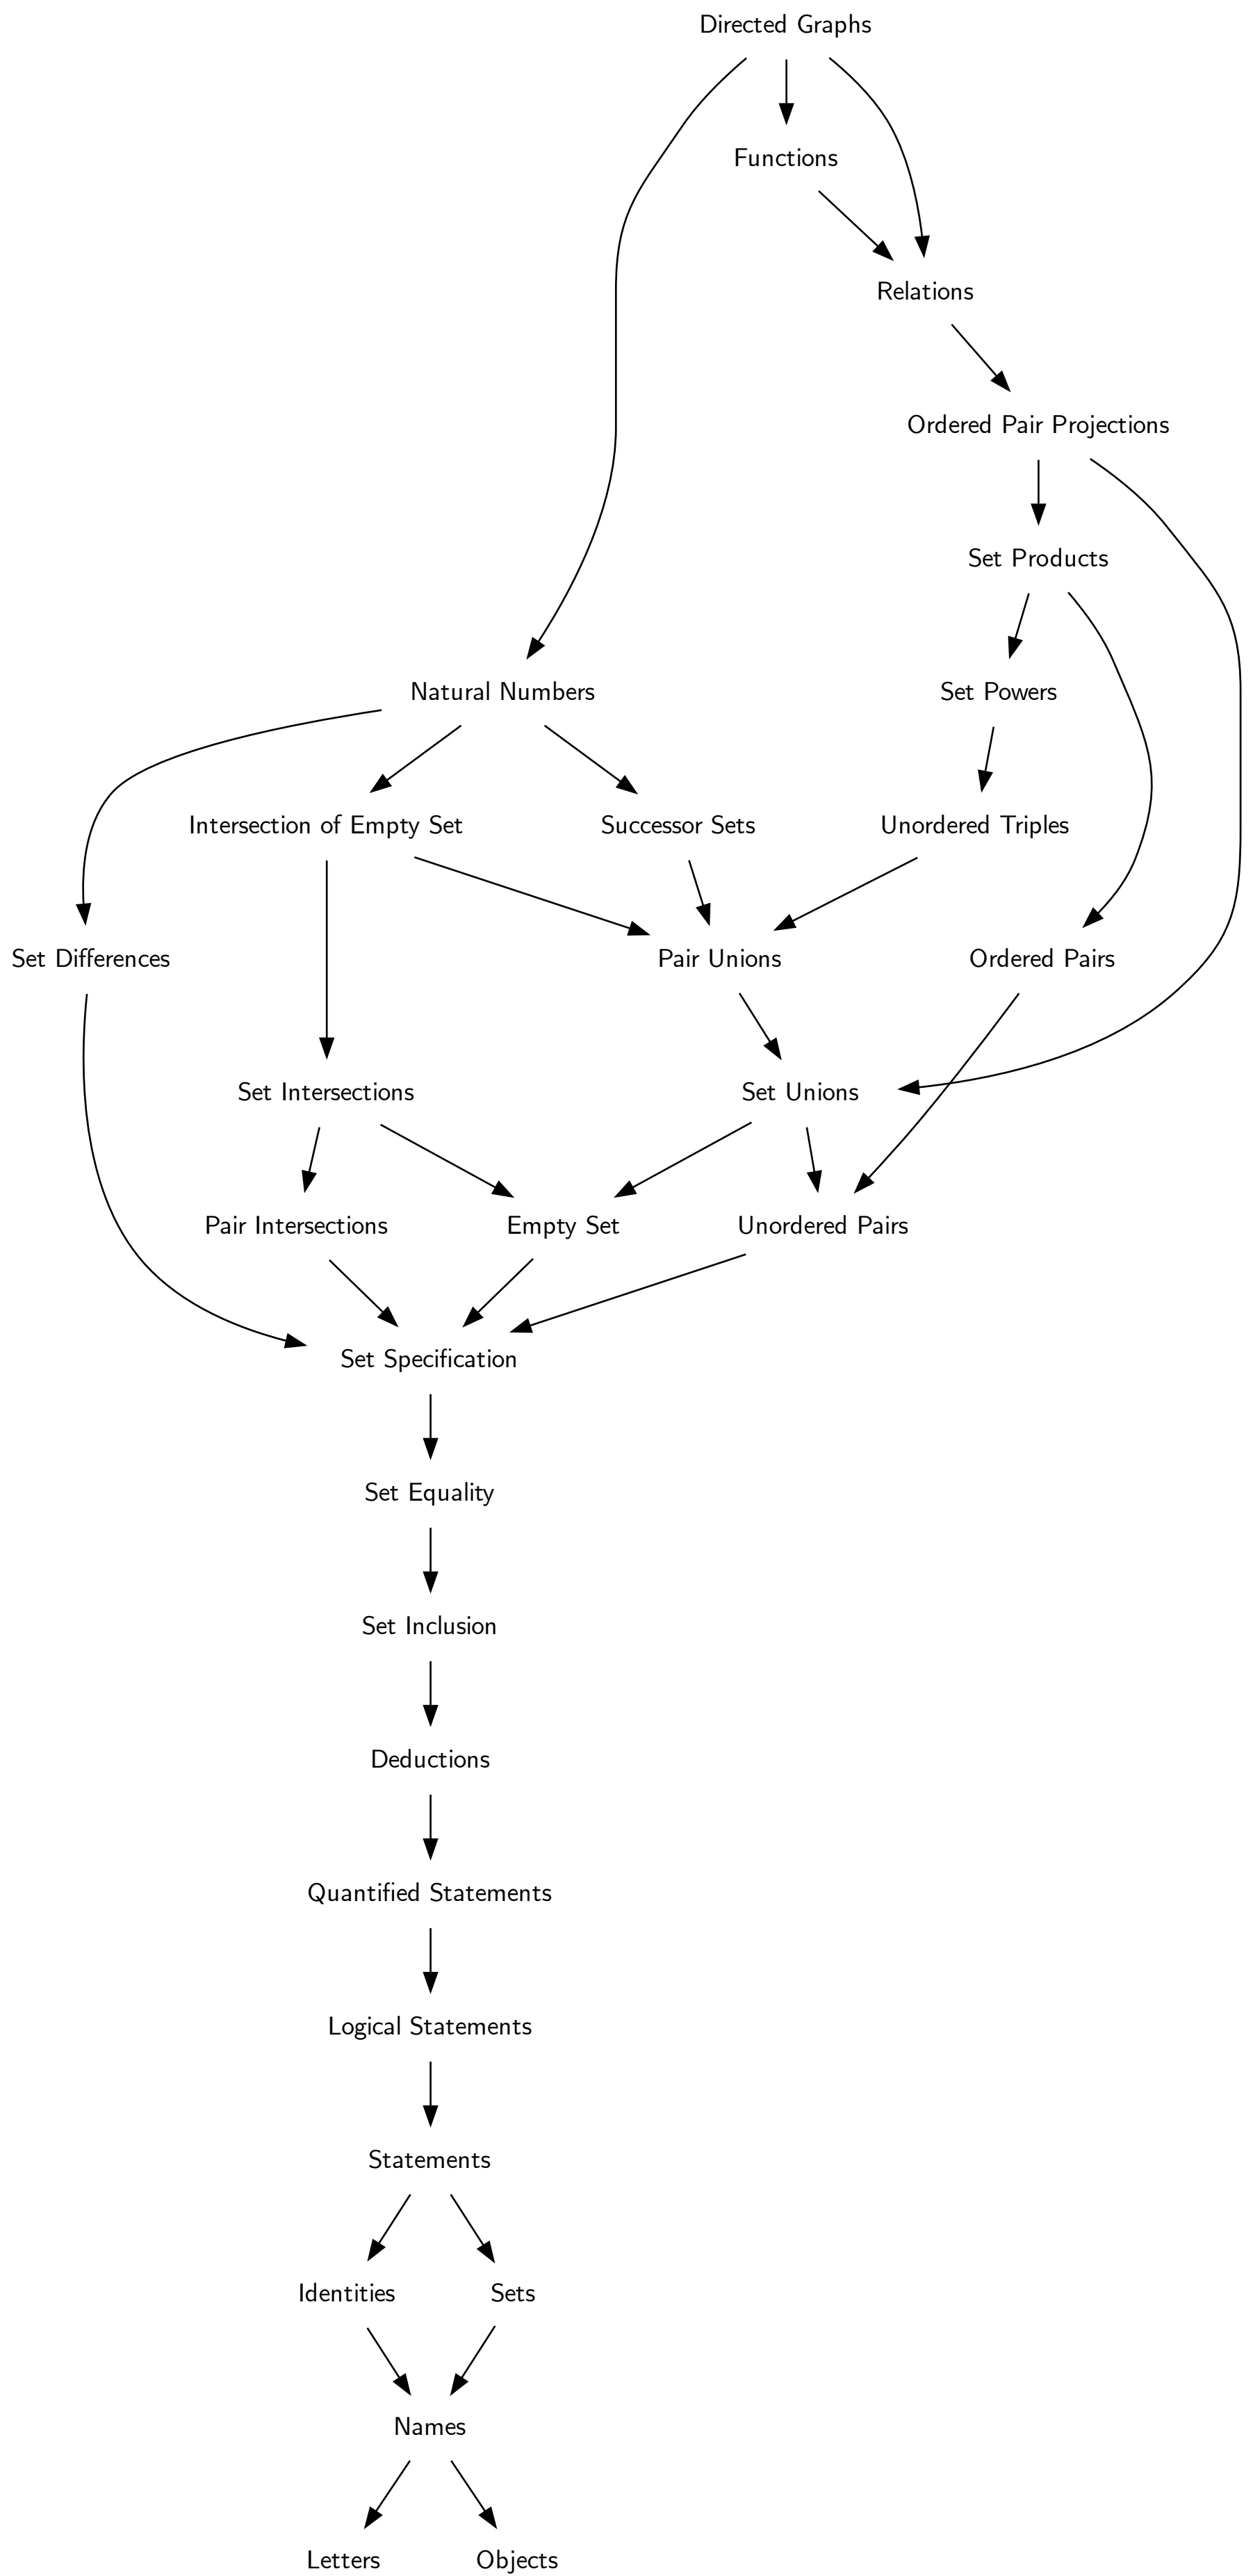 Directed Graphs
Functions
Relations
Ordered Pair Projections
Set Products
Natural Numbers
Set Powers
Intersection of Empty Set
Successor Sets
Unordered Triples
Set Differences
Pair Unions
Ordered Pairs
Set Intersections
Set Unions
Pair Intersections
Empty Set
Unordered Pairs
Set Specification
Set Equality
Set Inclusion
Deductions
Quantified Statements
Logical Statements
Statements
Identities
Sets
Names
Letters
Objects